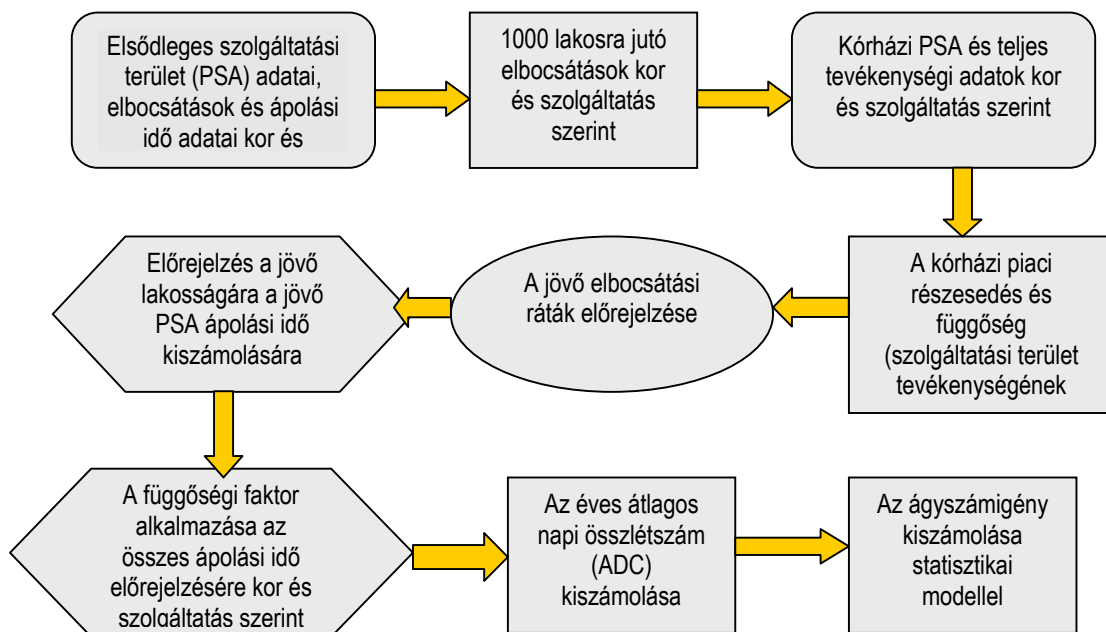 Elsődleges szolgáltatási
terület (PSA) adatai,
elbocsátások és ápolási
idő adatai kor és
1000 lakosra jutó
elbocsátások kor
és szolgáltatás
szerint
Kórházi PSA és teljes
tevékenységi adatok kor
és szolgáltatás szerint
A kórházi piaci
részesedés és
függőség
(szolgáltatási terület
tevékenységének
A jövő elbocsátási
ráták előrejelzése
Előrejelzés a jövő
lakosságára a jövő
PSA ápolási idő
kiszámolására
A függőségi faktor
alkalmazása az
összes ápolási idő
előrejelzésére kor és
szolgáltatás szerint
Az éves átlagos
napi összlétszám
(ADC)
kiszámolása
Az ágyszámigény
kiszámolása
statisztikai
modellel